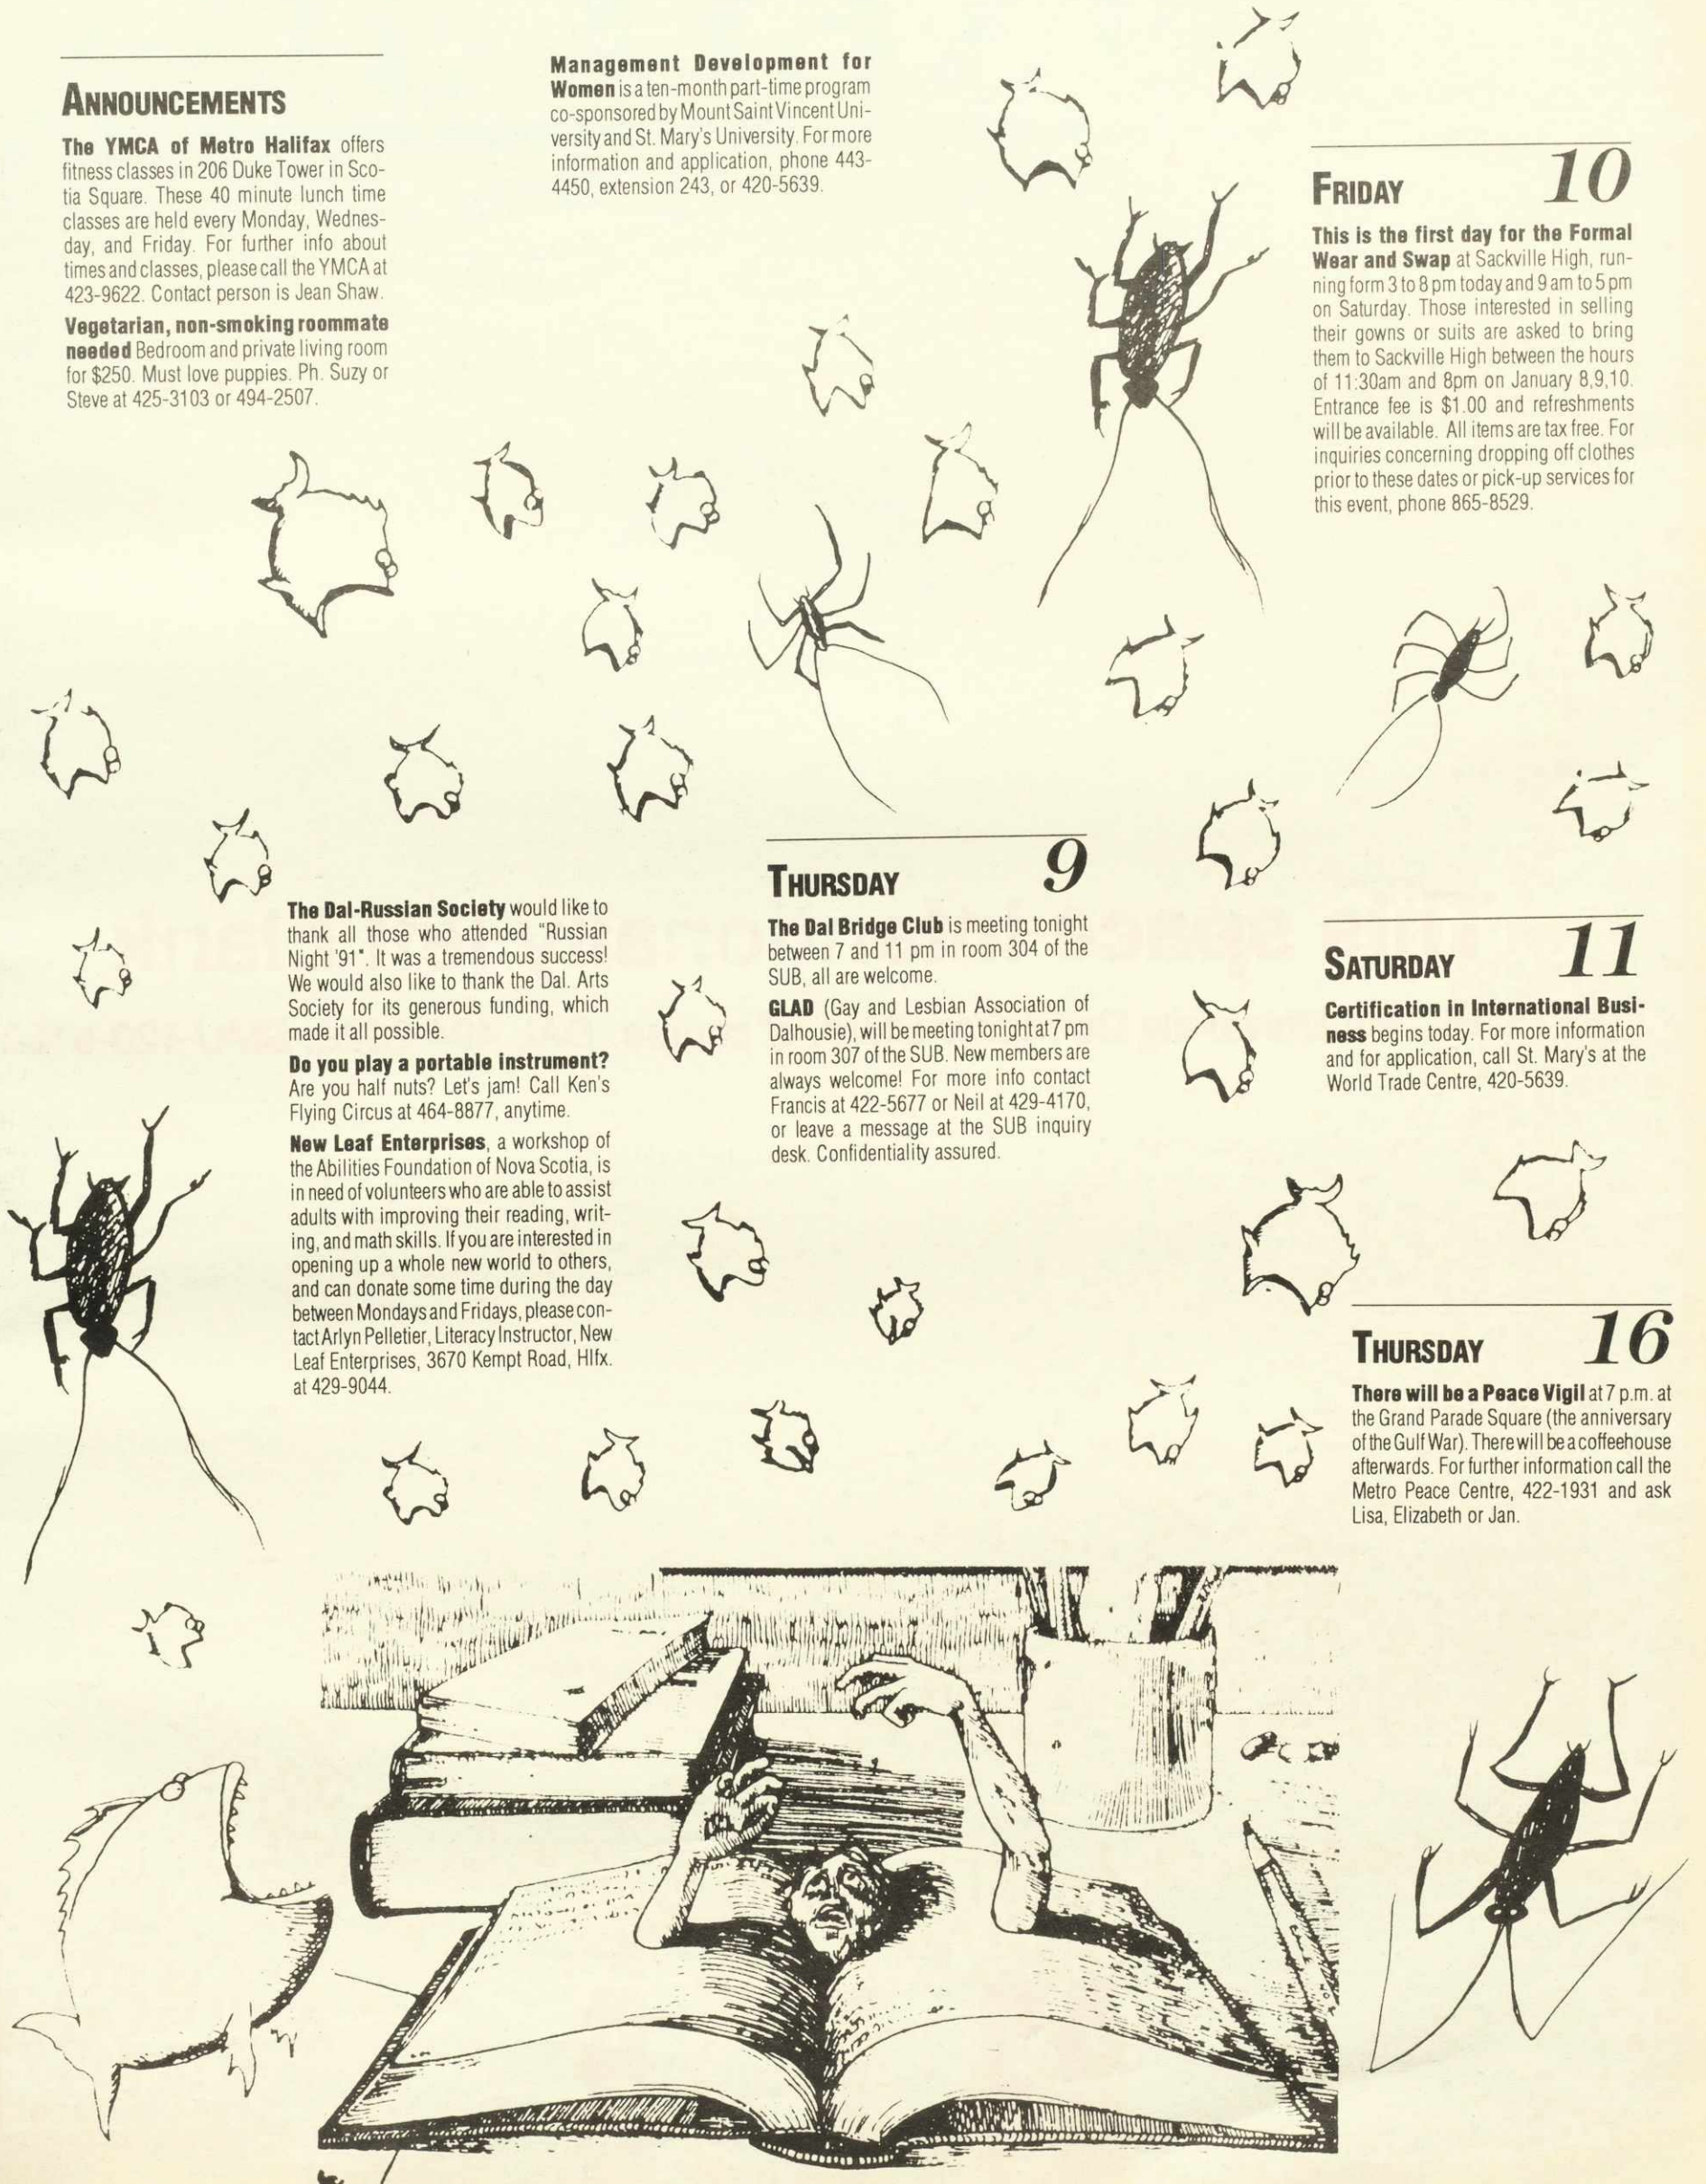 ANNOUNCEMENTS
The YMCA of Metro Halifax offers
fitness classes in 206 Duke Tower in Sco-
tia Square. These 40 minute lunch time
classes are held every Monday, Wednes-
day, and Friday. For further info about
times and classes, please call the YMCA at
423-9622. Contact person is Jean Shaw.
Vegetarian, non-smoking roommate
needed Bedroom and private living room
for $250. Must love puppies. Ph. Suzy or
Steve at 425-3103 or 494-2507.
The Dal-Russian Society would like to
thank all those who attended "Russian
Night '91". It was a tremendous success!
We would also like to thank the Dal. Arts
Society for its generous funding, which
made it all possible.
Do you play a portable instrument?
Are you half nuts? Let's jam! Call Ken's
Flying Circus at 464-8877, anytime.
New Leaf Enterprises, a workshop of
the Abilities Foundation of Nova Scotia, is
in need of volunteers who are able to assist
adults with improving their reading, writ-
ing, and math skills. If you are interested in
opening up a whole new world to others,
and can donate some time during the day
between Mondays and Fridays, please con-
tact Arlyn Pelletier, Literacy Instructor, New
Leaf Enterprises, 3670 Kempt Road, Hlfx.
at 429-9044.
Management Development for
Women is a ten-month part-time program
co-sponsored by Mount Saint Vincent Uni-
versity and St. Mary's University. For more
information and application, phone 443-
4450, extension 243, or 420-5639.
THURSDAY 9
The Dal Bridge Club is meeting tonight
between 7 and 11 pm in room 304 of the
SUB, all are welcome.
GLAD (Gay and Lesbian Association of
Dalhousie), will be meeting tonight at 7 pm
in room 307 of the SUB. New members are
always welcome! For more info contact
Francis at 422-5677 or Neil at 429-4170,
or leave a message at the SUB inquiry
desk. Confidentiality assured.
FRIDAY 10
This is the first day for the Formal
Wear and Swap at Sackville High, run-
ning form 3 to 8 pm today and 9 am to 5 pm
on Saturday. Those interested in selling
their gowns or suits are asked to bring
them to Sackville High between the hours
of 11:30am and 8pm on January 8,9,10.
Entrance fee is $1.00 and refreshments
will be available. All items are tax free. For
inquiries concerning dropping off clothes
prior to these dates or pick-up services for
this event, phone 865-8529.
SATURDAY 11
Certification in International Busi-
ness begins today. For more information
and for application, call St. Mary's at the
World Trade Centre, 420-5639.
THURSDAY 16
There will be a Peace Vigil at 7 p.m. at
the Grand Parade Square (the anniversary
of the Gulf War). There will be a coffeehouse
afterwards. For further information call the
Metro Peace Centre, 422-1931 and ask
Lisa, Elizabeth or Jan.